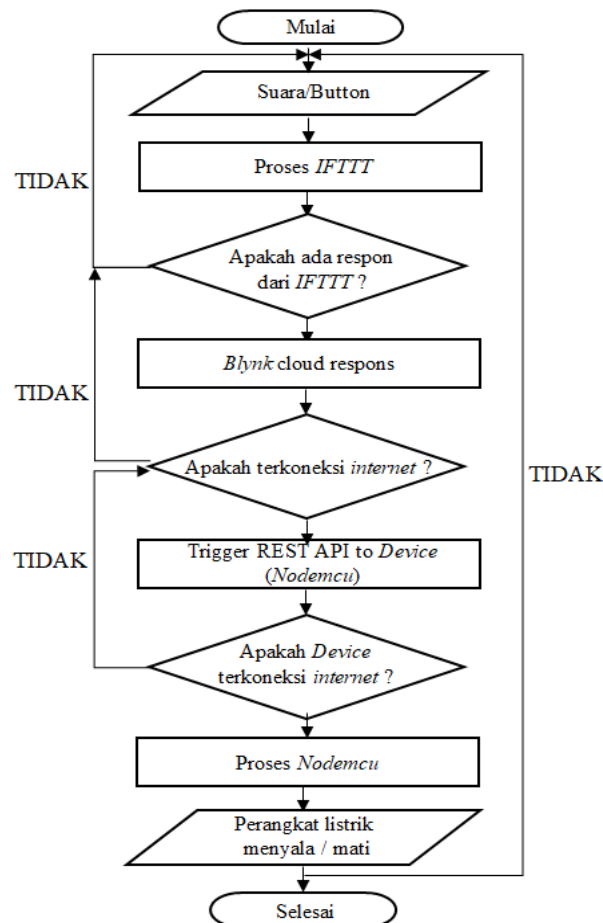 Mulai
Suara/Button
Proses IFTTT
TIDAK
Apakah ada respon
dari IFTTT ?
Blynk cloud respons
TIDAK
Apakah terkoneksi internet ?
TIDAK
Trigger REST API to Device
(Nodemcu)
TIDAK
Apakah Device
terkoneksi internet ?
Proses Nodemcu
Perangkat listrik
menyala / mati
Selesai